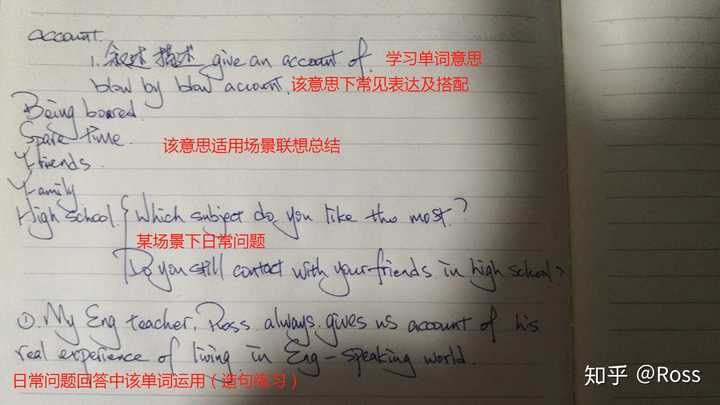 account.
1. 叙述 描述 give an account of. 学习单词意思
blow by blow account. 该意思下常见表达及搭配
Being boared.
Spare time.
该意思适用场景联想总结
Friends.
Family
High school { Which subject do you like the most?
某场景下日常问题
Do you still contact with your friends in high school?
①. My Eng teacher, Ross. always. gives us account of his
real experience of living in Eng-speaking world.
日常问题回答中该单词运用(造句练习)
知乎 @Ross